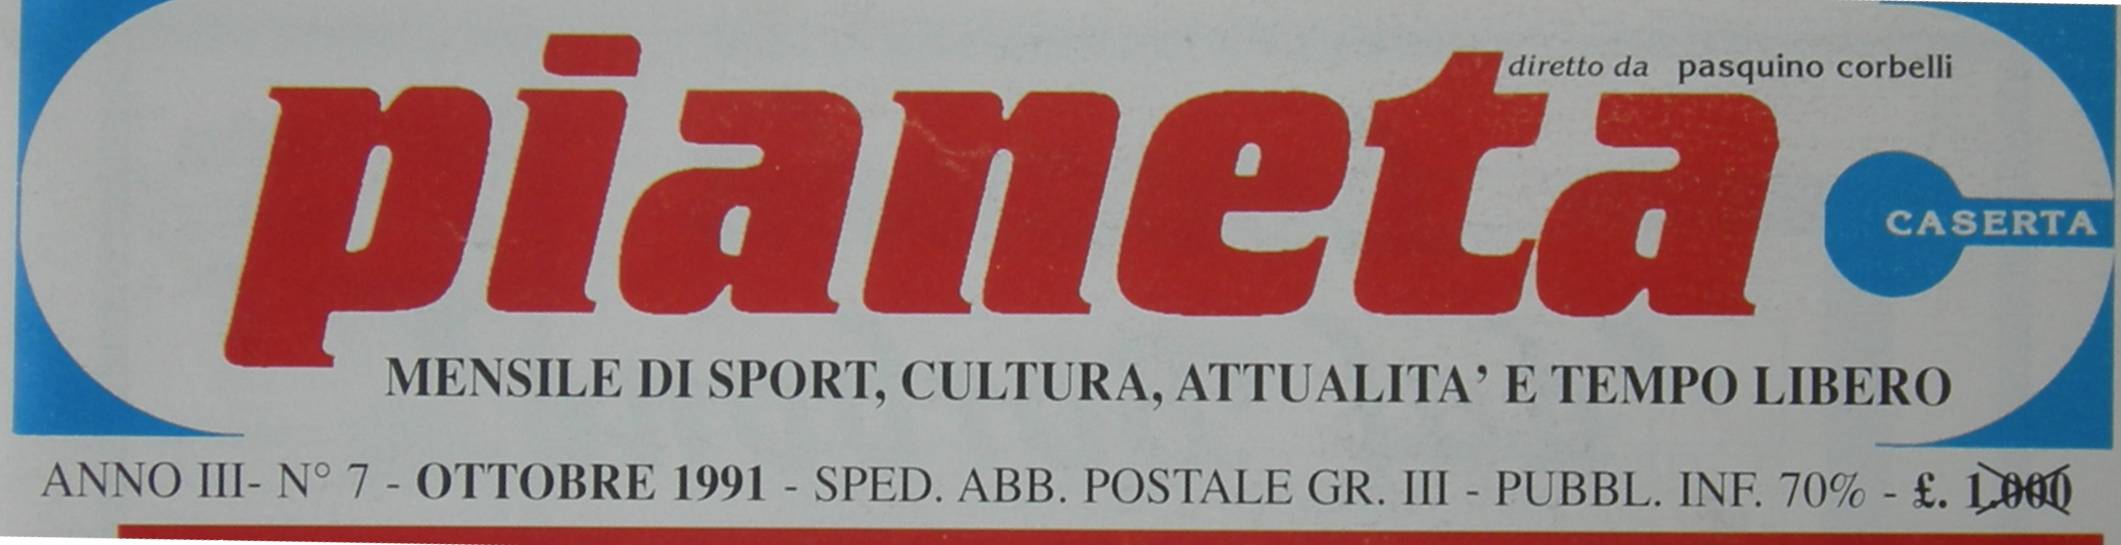 diretto da pasquino corbelli
pianeta
CASERTA
MENSILE DI SPORT, CULTURA, ATTUALITA' E TEMPO LIBERO
ANNO III- N° 7 - OTTOBRE 1991 - SPED. ABB. POSTALE GR. III - PUBBL. INF. 70% - £. 1.000